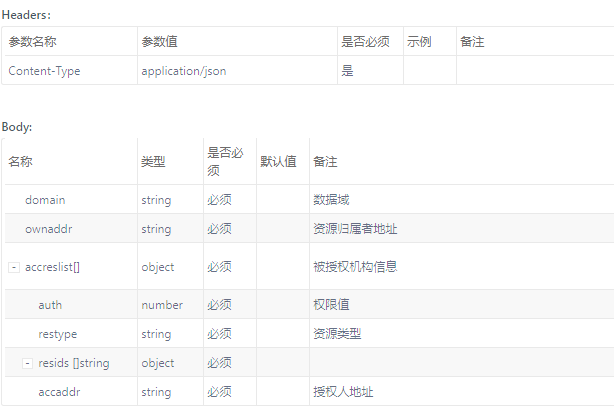 Headers:
参数名称 参数值 是否必须 示例 备注
Content-Type application/json 是
Body:
名称 类型 是否必须 默认值 备注
domain string 必须 数据域
ownaddr string 必须 资源归属者地址
- accreslist[] object 必须 被授权机构信息
auth number 必须 权限值
restype string 必须 资源类型
- resids []string object 必须
accaddr string 必须 授权人地址